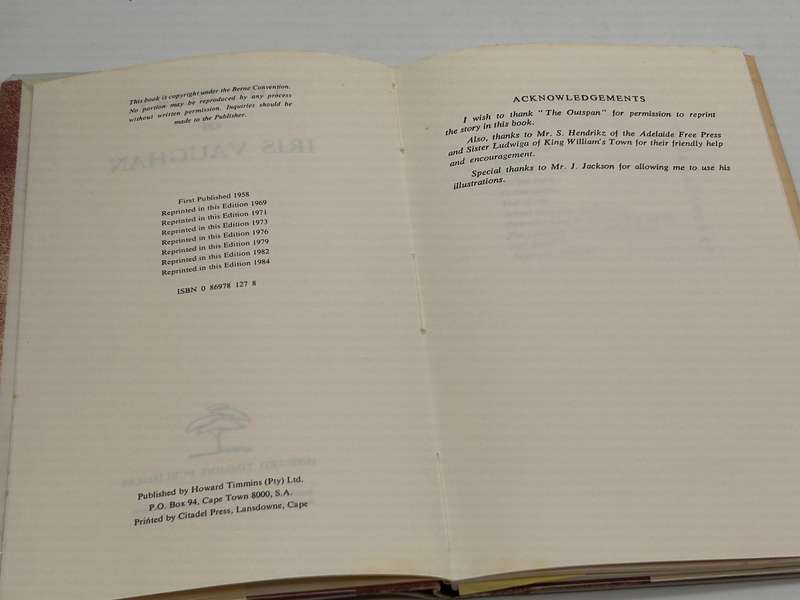 This book is copyright under the Berne Convention.
No portion may be reproduced by any process
without written permission. Inquiries should be
made to the Publisher.
IRIS VAUGHAN
First Published 1958
Reprinted in this Edition 1969
Reprinted in this Edition 1971
Reprinted in this Edition 1973
Reprinted in this Edition 1976
Reprinted in this Edition 1979
Reprinted in this Edition 1982
Reprinted in this Edition 1984
ISBN 0 86978 127 8
Published by Howard Timmins (Pty) Ltd.
P.O. Box 94, Cape Town 8000, S.A.
Printed by Citadel Press, Lansdowne, Cape
ACKNOWLEDGEMENTS
I wish to thank "The Outspan" for permission to reprint
the story in this book.
Also, thanks to Mr. S. Hendrikz of the Adelaide Free Press
and Sister Ludwiga of King William's Town for their friendly help
and encouragement.
Special thanks to Mr. J. Jackson for allowing me to use his
illustrations.